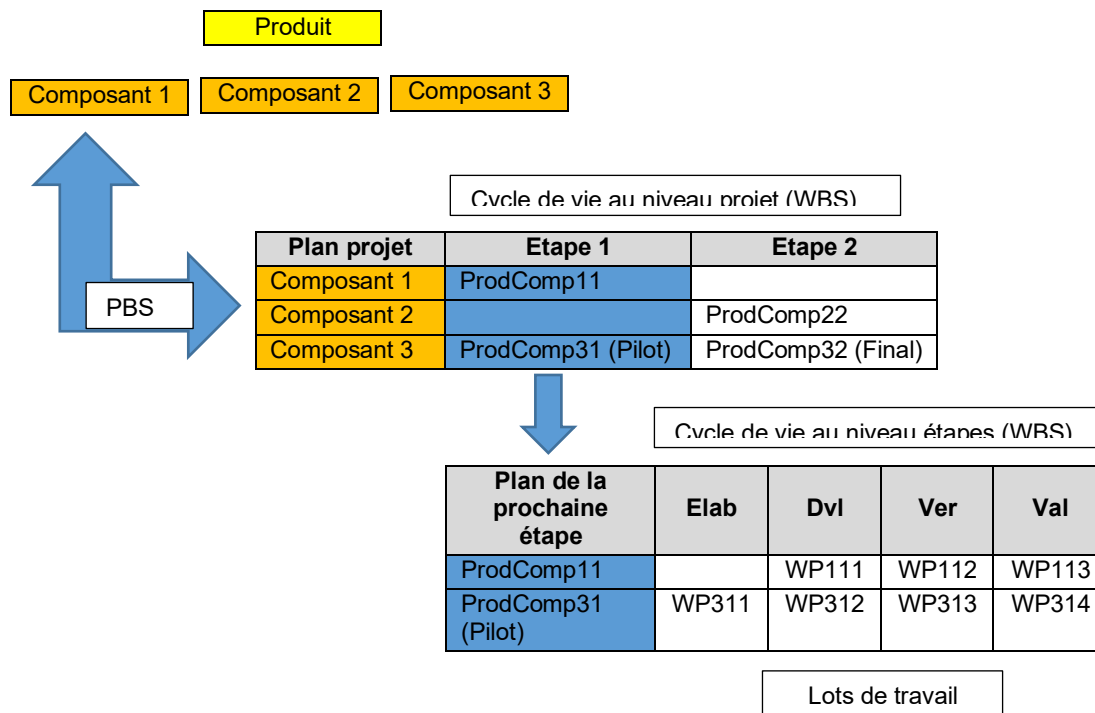 Produit
Composant 1 Composant 2 Composant 3
Cycle de vie au niveau projet (WBS)
Plan projet Etape 1 Etape 2
Composant 1 ProdComp11
PBS
Composant 2 ProdComp22
Composant 3 ProdComp31 (Pilot) ProdComp32 (Final)
Cycle de vie au niveau étapes (WBS)
Plan de la
prochaine
étape
Elab Dvl Ver Val
ProdComp11 WP111 WP112 WP113
ProdComp31 WP311 WP312 WP313 WP314
(Pilot)
Lots de travail